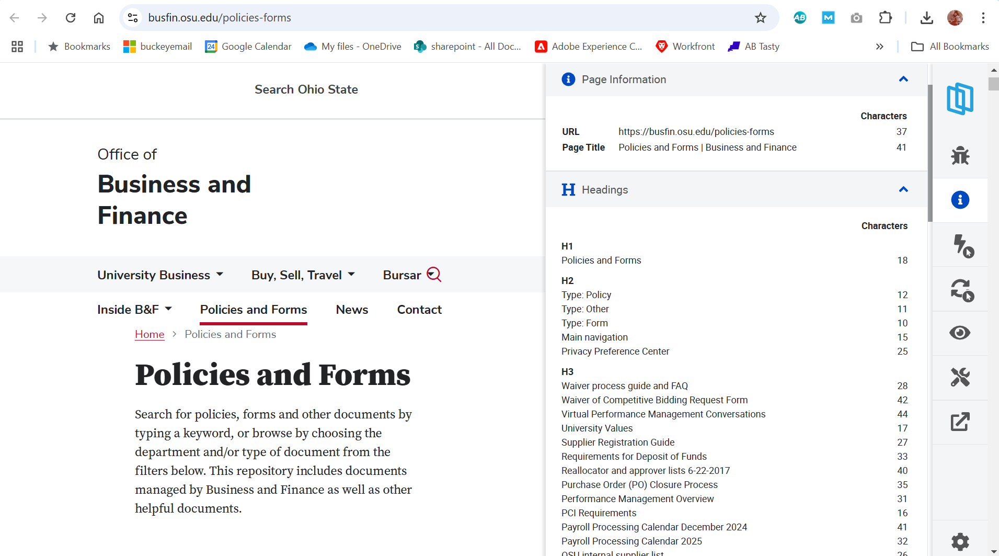 busfin.osu.edu/policies-forms
AB
M
Bookmarks
buckeyemail
24
Google Calendar
My files - OneDrive
sharepoint - All Doc...
Adobe Experience C...
Workfront
AB Tasty
All Bookmarks
Search Ohio State
Office of
Business and
Finance
University Business
Buy, Sell, Travel
Bursar
Inside B&F
Policies and Forms
News
Contact
Home > Policies and Forms
Policies and Forms
Search for policies, forms and other documents by
typing a keyword, or browse by choosing the
department and/or type of document from the
filters below. This repository includes documents
managed by Business and Finance as well as other
helpful documents.
Page Information
Characters
URL https://busfin.osu.edu/policies-forms 37
Page Title Policies and Forms | Business and Finance 41
H Headings
Characters
H1
Policies and Forms 18
H2
Type: Policy 12
Type: Other 11
Type: Form 10
Main navigation 15
Privacy Preference Center 25
H3
Waiver process guide and FAQ 28
Waiver of Competitive Bidding Request Form 42
Virtual Performance Management Conversations 44
University Values 17
Supplier Registration Guide 27
Requirements for Deposit of Funds 33
Reallocator and approver lists 6-22-2017 40
Purchase Order (PO) Closure Process 35
Performance Management Overview 31
PCI Requirements 16
Payroll Processing Calendar December 2024 41
Payroll Processing Calendar 2025 32
OSU internal supplier list 26